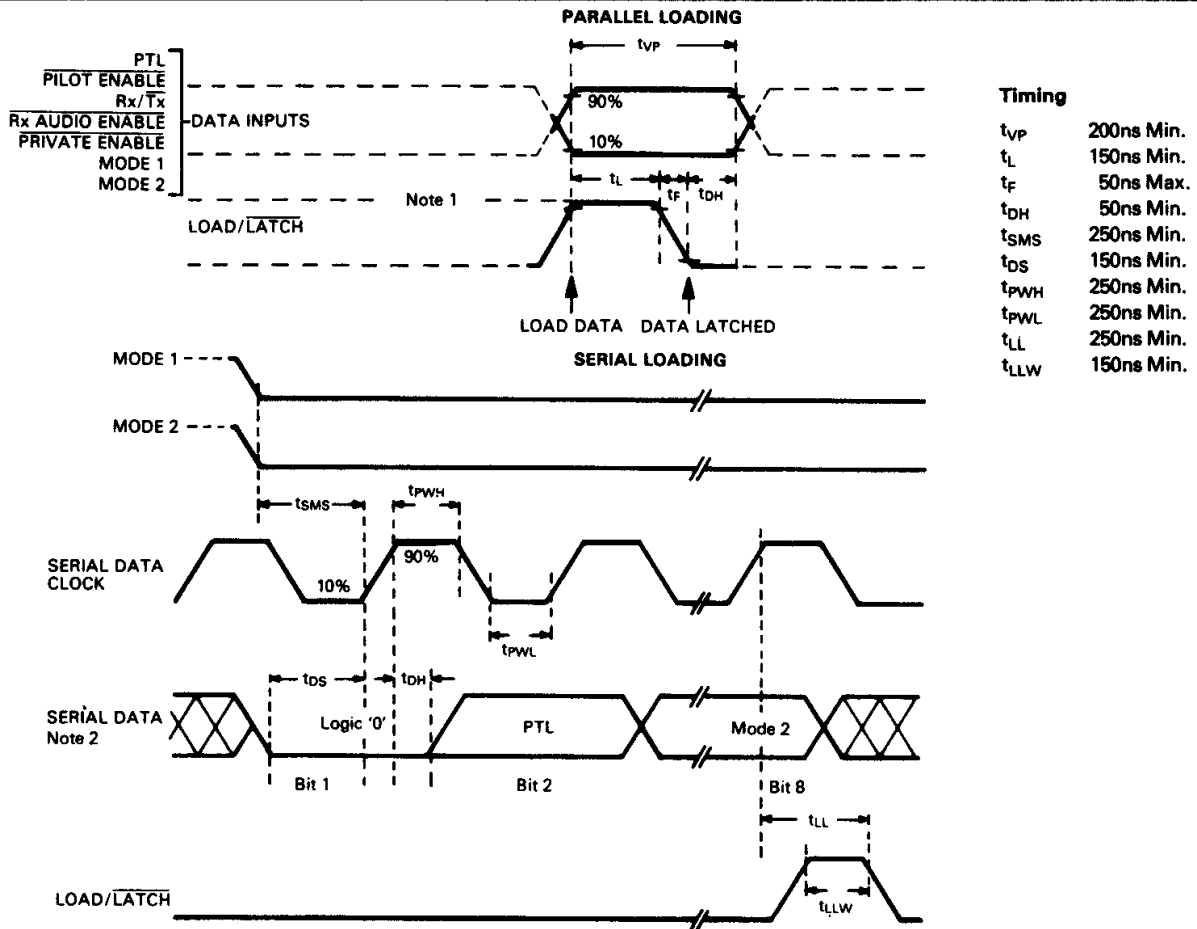 PARALLEL LOADING
tVP
PTL
PILOT ENABLE
Rx/Tx
Rx AUDIO ENABLE
PRIVATE ENABLE
MODE 1
MODE 2
DATA INPUTS
90%
10%
tL
tF
tDH
Note 1
LOAD/LATCH
LOAD DATA
DATA LATCHED
Timing
tVP 200ns Min.
tL 150ns Min.
tF 50ns Max.
tDH 50ns Min.
tSMS 250ns Min.
tDS 150ns Min.
tPWH 250ns Min.
tPWL 250ns Min.
tLL 250ns Min.
tLLW 150ns Min.
SERIAL LOADING
MODE 1
MODE 2
tSMS
tPWH
SERIAL DATA
CLOCK
10%
90%
tPWL
tDS
tDH
SERIAL DATA
Note 2
Logic '0'
PTL
Mode 2
Bit 1
Bit 2
Bit 8
tLL
LOAD/LATCH
tLLW